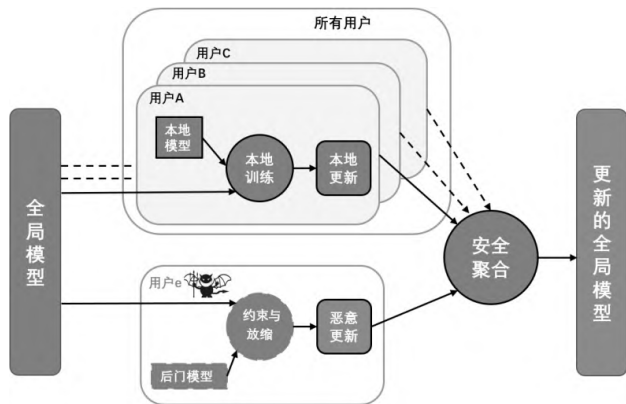 所有用户
用户C
用户B
用户A
本地
模型
本地
训练
本地
更新
全局模型
安全
聚合
更新的全局模型
用户e
约束与
放缩
恶意
更新
后门模型